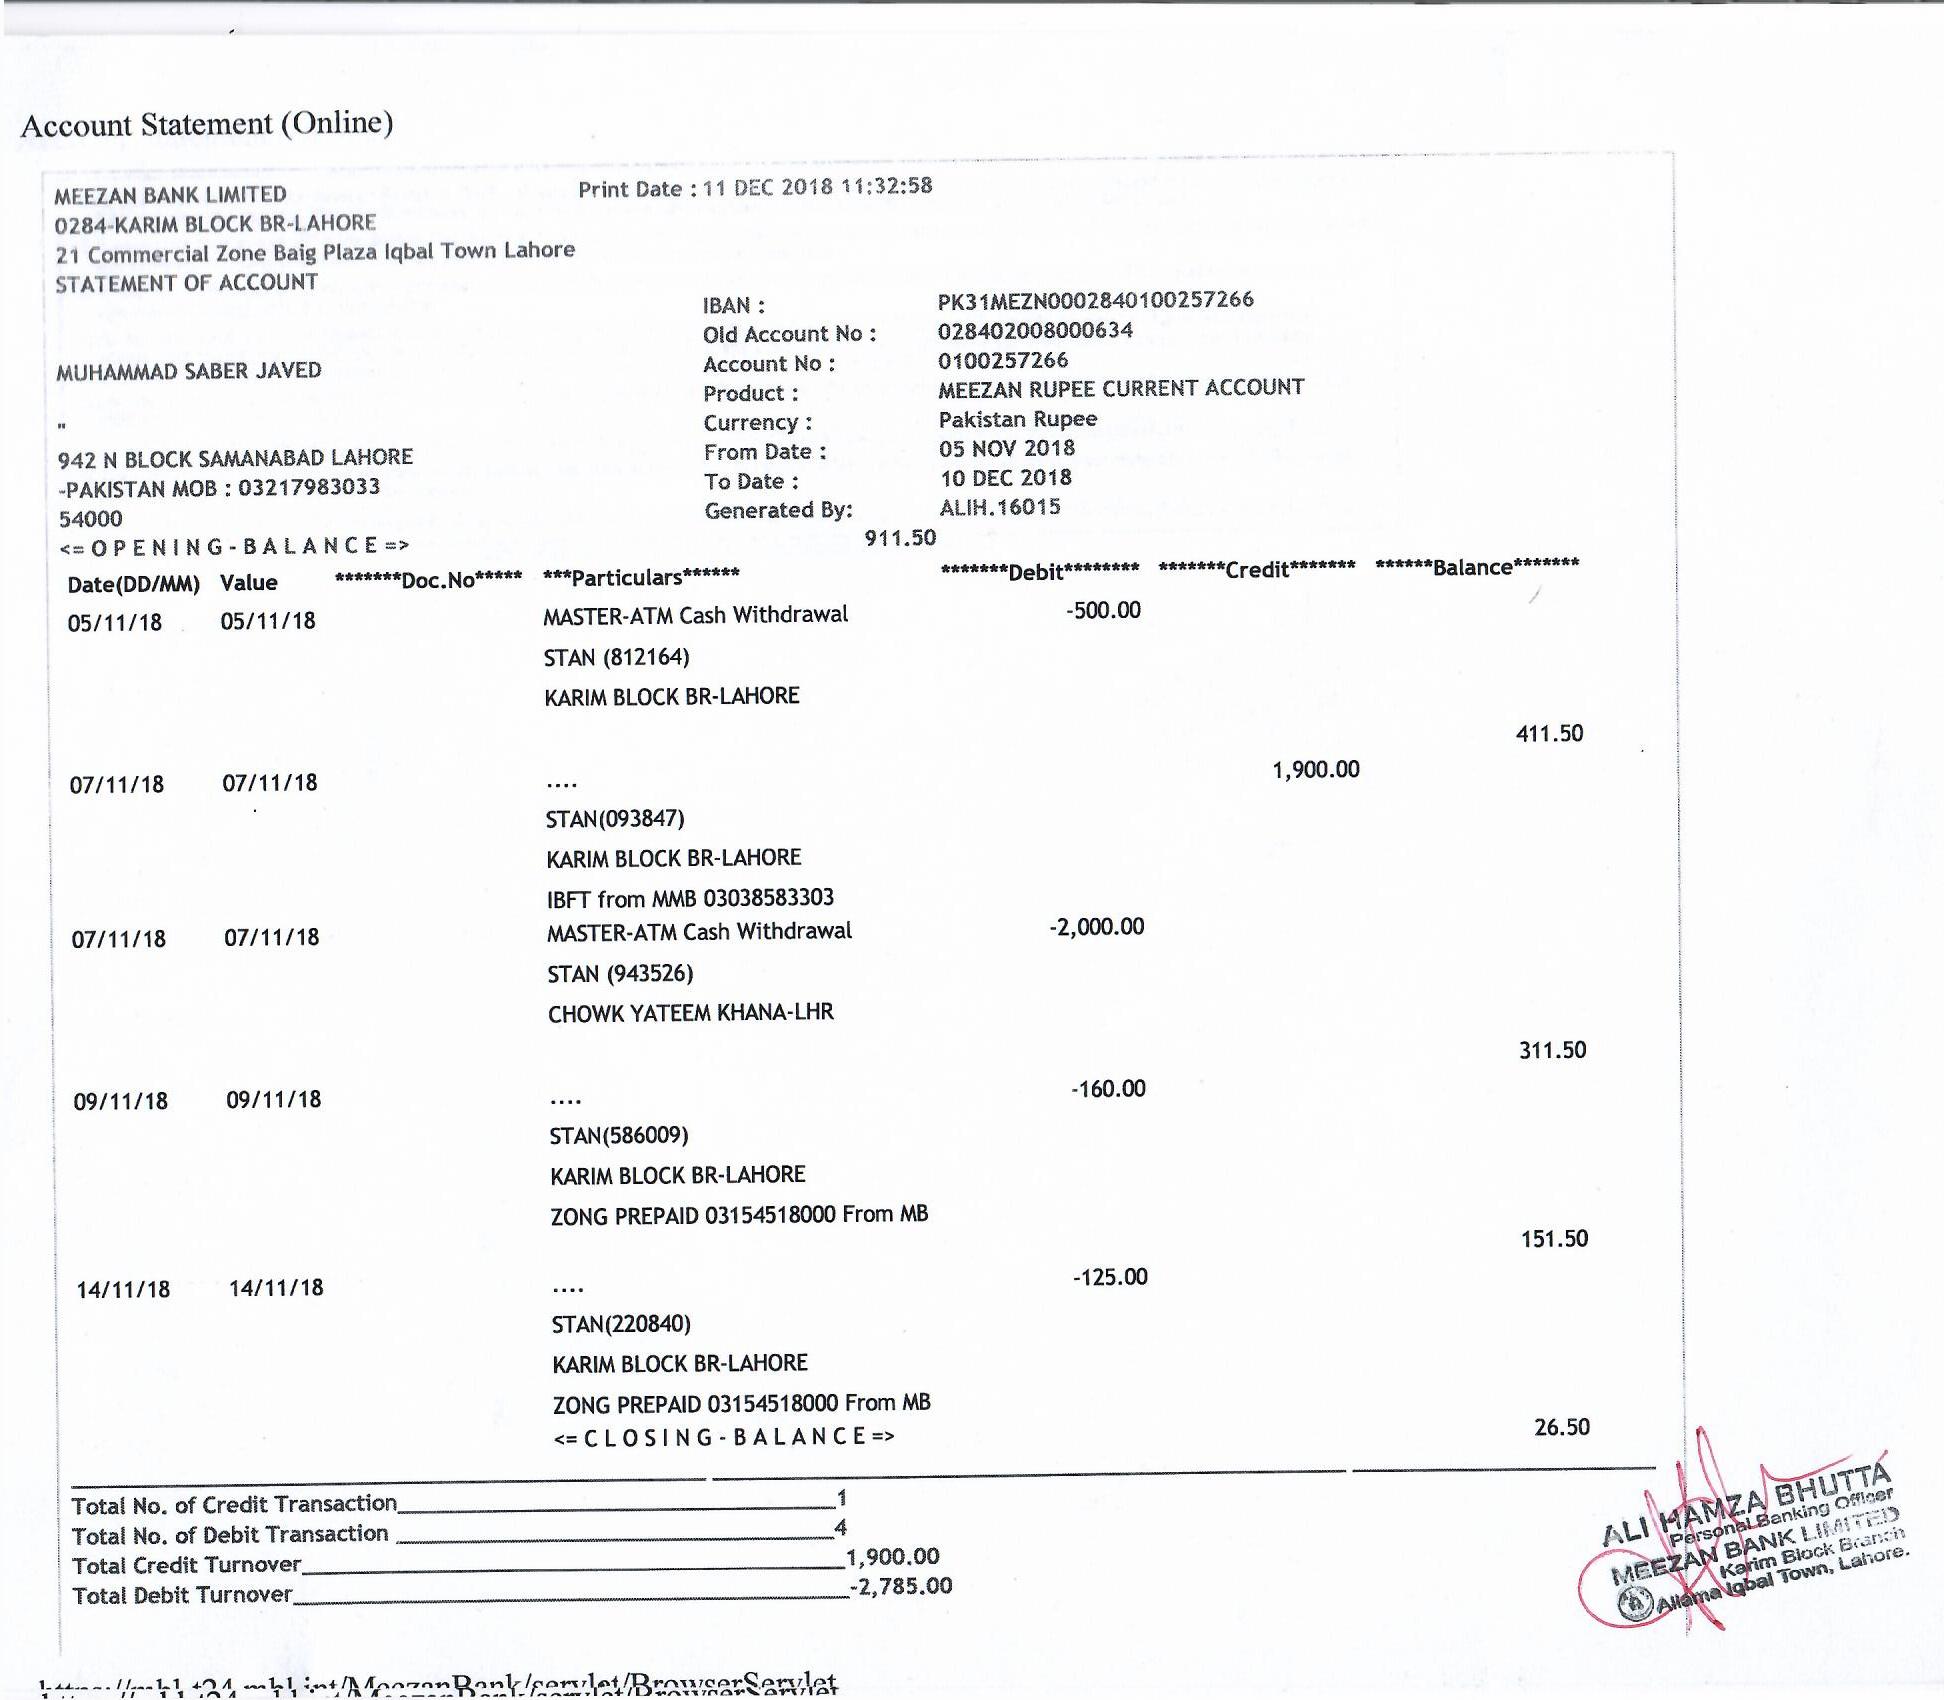 Account Statement (Online)
MEEZAN BANK LIMITED Print Date : 11 DEC 2018 11:32:58
0284-KARIM BLOCK BR-LAHORE
21 Commercial Zone Baig Plaza Iqbal Town Lahore
STATEMENT OF ACCOUNT
IBAN : PK31MEZN0002840100257266
Old Account No : 028402008000634
MUHAMMAD SABER JAVED Account No : 0100257266
Product : MEEZAN RUPEE CURRENT ACCOUNT
" Currency : Pakistan Rupee
942 N BLOCK SAMANABAD LAHORE From Date : 05 NOV 2018
-PAKISTAN MOB : 03217983033 To Date : 10 DEC 2018
54000 Generated By: ALIH.16015
<= O P E N I N G - B A L A N C E => 911.50
Date(DD/MM) Value *******Doc.No***** ***Particulars****** *******Debit******** *******Credit******* ******Balance*******
05/11/18 05/11/18 MASTER-ATM Cash Withdrawal -500.00
STAN (812164)
KARIM BLOCK BR-LAHORE
411.50
07/11/18 07/11/18 .... 1,900.00
STAN(093847)
KARIM BLOCK BR-LAHORE
IBFT from MMB 03038583303
07/11/18 07/11/18 MASTER-ATM Cash Withdrawal -2,000.00
STAN (943526)
CHOWK YATEEM KHANA-LHR
311.50
09/11/18 09/11/18 .... -160.00
STAN(586009)
KARIM BLOCK BR-LAHORE
ZONG PREPAID 03154518000 From MB
151.50
14/11/18 14/11/18 .... -125.00
STAN(220840)
KARIM BLOCK BR-LAHORE
ZONG PREPAID 03154518000 From MB
<= C L O S I N G - B A L A N C E => 26.50
Total No. of Credit Transaction 1
Total No. of Debit Transaction 4
Total Credit Turnover 1,900.00
Total Debit Turnover -2,785.00
ALI HAMZA BHUTTA
Personal Banking Officer
MEEZAN BANK LIMITED
Karim Block Branch
Allama Iqbal Town, Lahore.
/MeezanBank/servlet/BrowserServlet